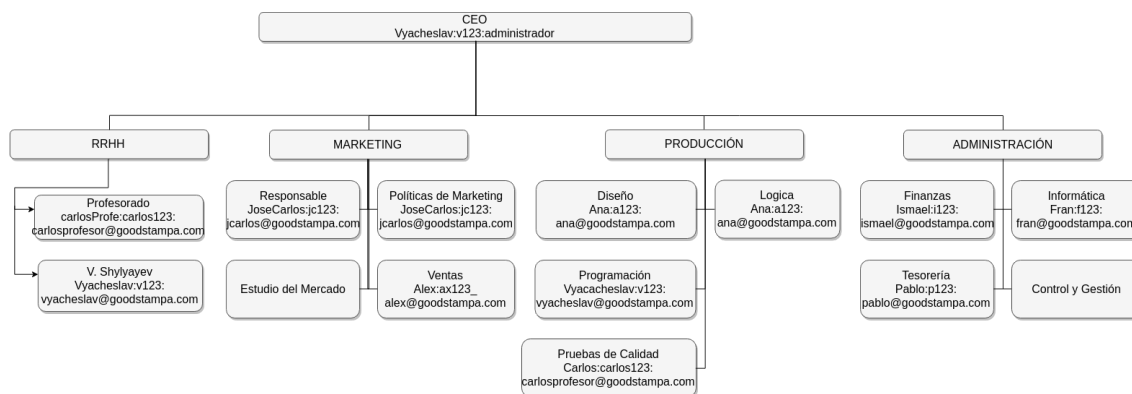 CEO
Vyacheslav:v123:administrador
RRHH
MARKETING
PRODUCCIÓN
ADMINISTRACIÓN
Profesorado
carlosProfe:carlos123:
carlosprofesor@goodstampa.com
V. Shylyayev
Vyacheslav:v123:
vyacheslav@goodstampa.com
Responsable
JoseCarlos:jc123:
jcarlos@goodstampa.com
Políticas de Marketing
JoseCarlos:jc123:
jcarlos@goodstampa.com
Estudio del Mercado
Ventas
Alex:ax123_
alex@goodstampa.com
Diseño
Ana:a123:
ana@goodstampa.com
Logica
Ana:a123:
ana@goodstampa.com
Programación
Vyacacheslav:v123:
vyacheslav@goodstampa.com
Pruebas de Calidad
Carlos:carlos123:
carlosprofesor@goodstampa.com
Finanzas
Ismael:i123:
ismael@goodstampa.com
Informática
Fran:f123:
fran@goodstampa.com
Tesorería
Pablo:p123:
pablo@goodstampa.com
Control y Gestión